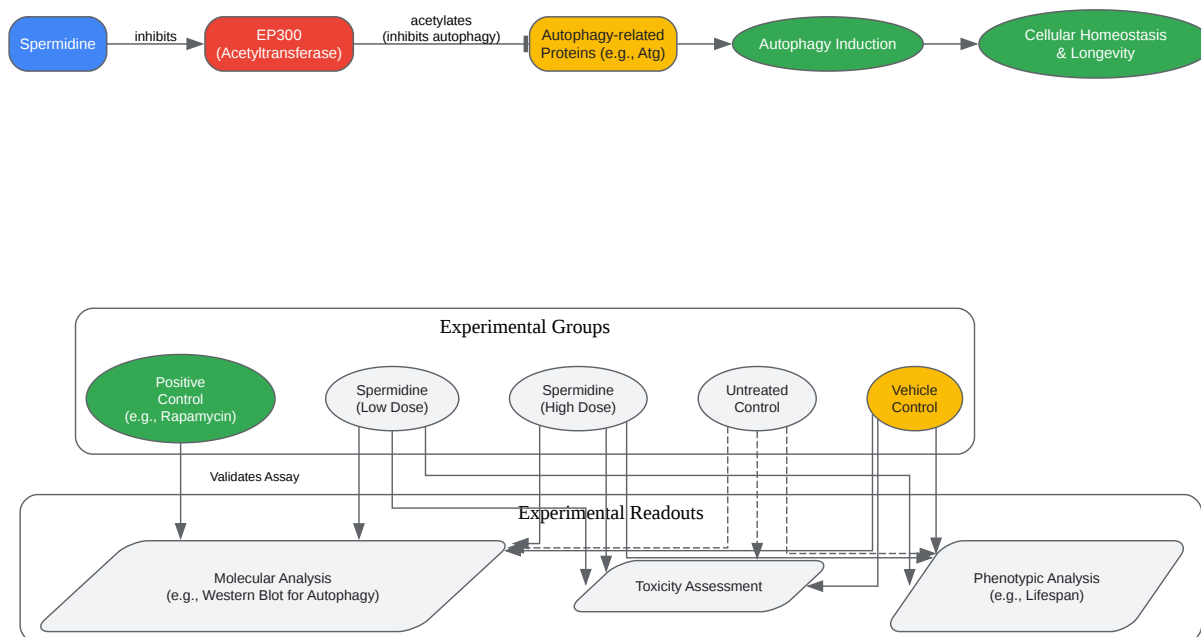 Spermidine
inhibits
EP300
(Acetyltransferase)
acetylates
(inhibits autophagy)
Autophagy-related
Proteins (e.g., Atg)
Autophagy Induction
Cellular Homeostasis
& Longevity
Experimental Groups
Positive
Control
(e.g., Rapamycin)
Spermidine
(Low Dose)
Spermidine
(High Dose)
Untreated
Control
Vehicle
Control
Validates Assay
Experimental Readouts
Molecular Analysis
(e.g., Western Blot for Autophagy)
Toxicity Assessment
Phenotypic Analysis
(e.g., Lifespan)